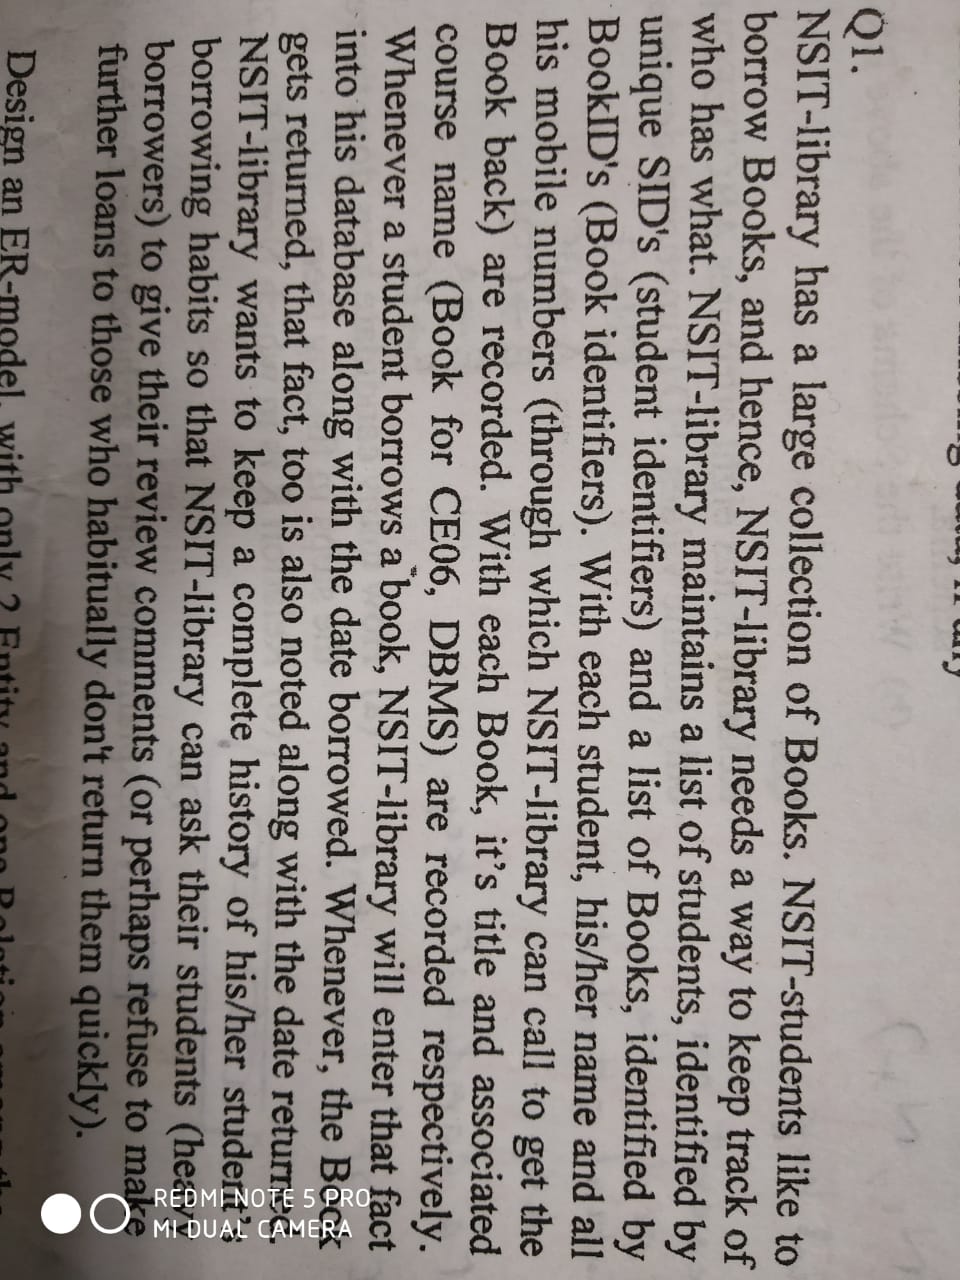 data, if any
Q1.
NSIT-library has a large collection of Books. NSIT-students like to
borrow Books, and hence, NSIT-library needs a way to keep track of
who has what. NSIT-library maintains a list of students, identified by
unique SID's (student identifiers) and a list of Books, identified by
BookID's (Book identifiers). With each student, his/her name and all
his mobile numbers (through which NSIT-library can call to get the
Book back) are recorded. With each Book, it's title and associated
course name (Book for CE06, DBMS) are recorded respectively.
Whenever a student borrows a book, NSIT-library will enter that fact
into his database along with the date borrowed. Whenever, the Book
gets returned, that fact, too is also noted along with the date returned.
NSIT-library wants to keep a complete history of his/her student's
borrowing habits so that NSIT-library can ask their students (heavy
borrowers) to give their review comments (or perhaps refuse to make
further loans to those who habitually don't return them quickly).
Design an ER-model, with only 2 Entity and one
REDMI NOTE 5 PRO
MI DUAL CAMERA